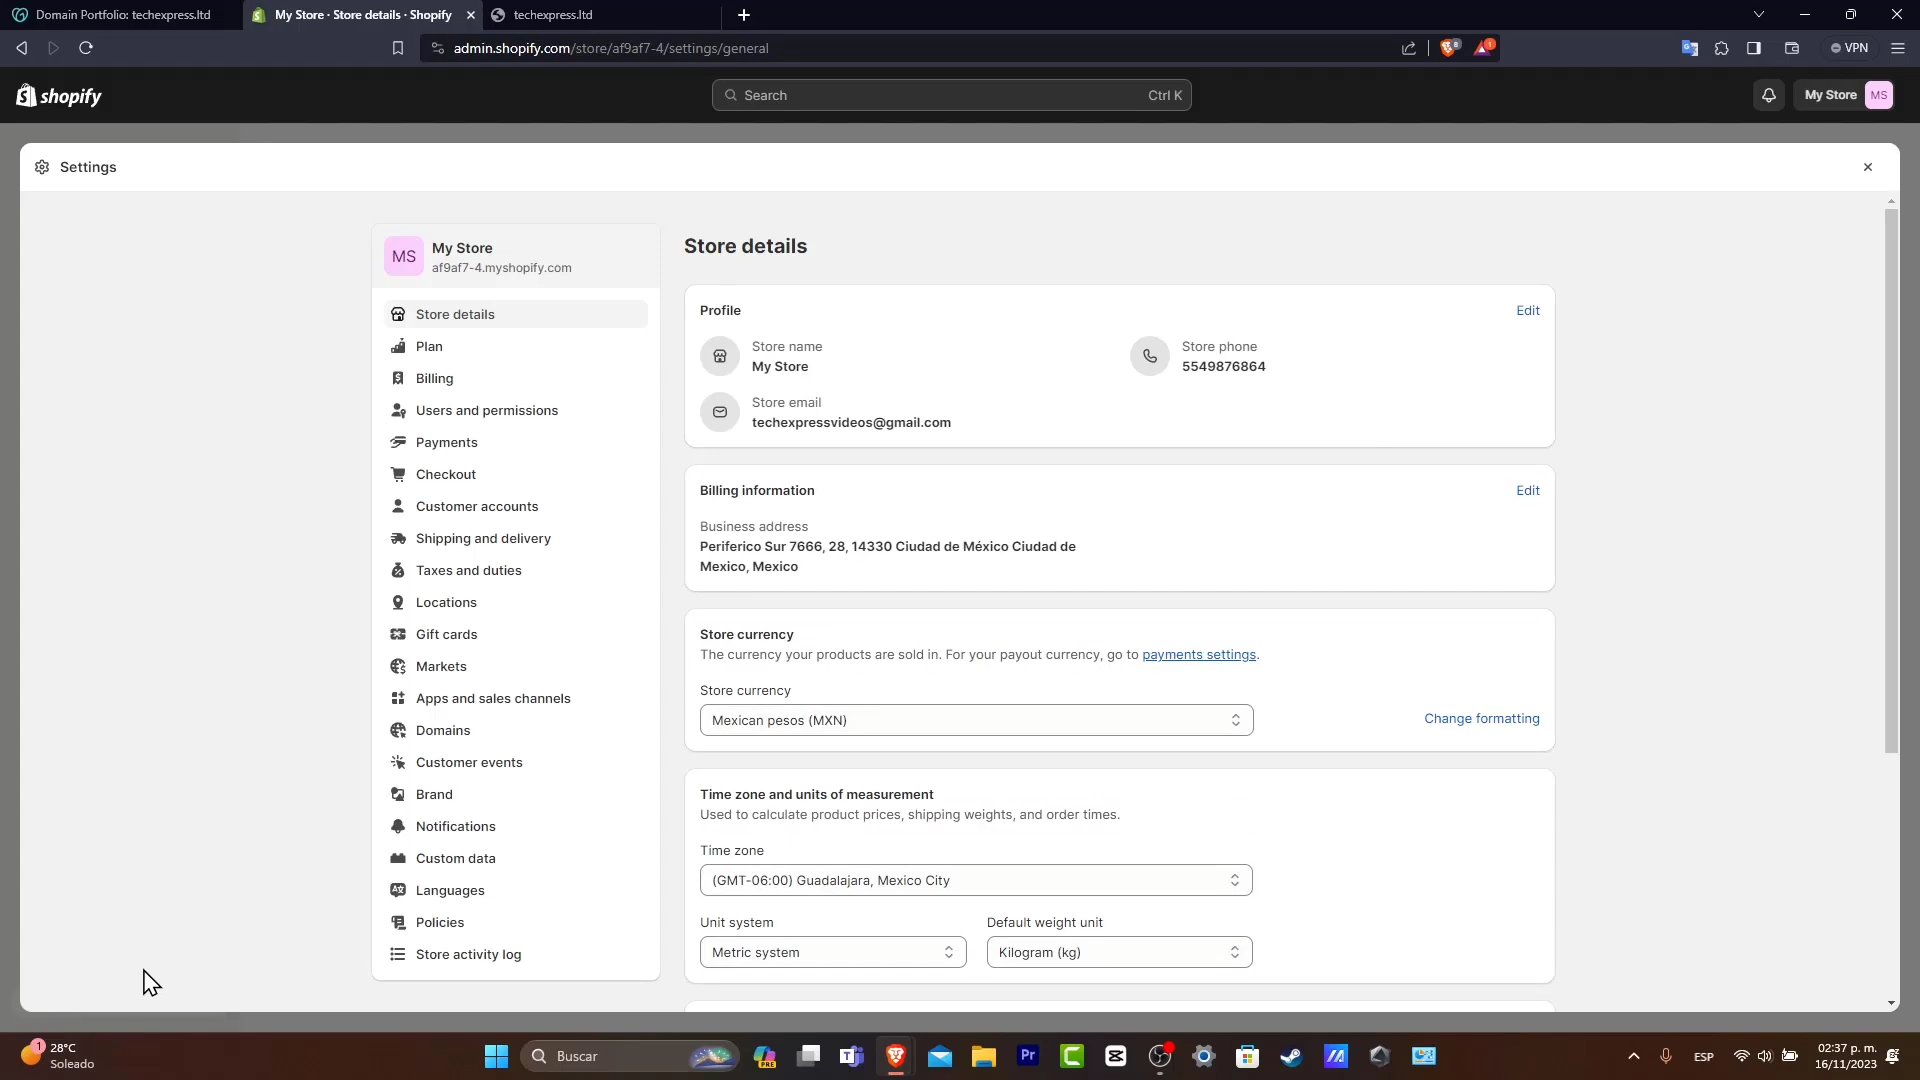 Domain Portfolio: techexpress.ltd
My Store · Store details · Shopify
techexpress.ltd
admin.shopify.com/store/af9af7-4/settings/general
8
1
VPN
shopify
Search
Ctrl K
My Store
MS
Settings
MS
My Store
af9af7-4.myshopify.com
Store details
Plan
Billing
Users and permissions
Payments
Checkout
Customer accounts
Shipping and delivery
Taxes and duties
Locations
Gift cards
Markets
Apps and sales channels
Domains
Customer events
Brand
Notifications
Custom data
Languages
Policies
Store activity log
Store details
Profile
Edit
Store name
My Store
Store phone
5549876864
Store email
techexpressvideos@gmail.com
Billing information
Edit
Business address
Periferico Sur 7666, 28, 14330 Ciudad de México Ciudad de
Mexico, Mexico
Store currency
The currency your products are sold in. For your payout currency, go to payments settings.
Store currency
Mexican pesos (MXN)
Change formatting
Time zone and units of measurement
Used to calculate product prices, shipping weights, and order times.
Time zone
(GMT-06:00) Guadalajara, Mexico City
Unit system
Default weight unit
Metric system
Kilogram (kg)
1
28°C
Soleado
Buscar
PRE
Pr
ESP
02:37 p. m.
16/11/2023